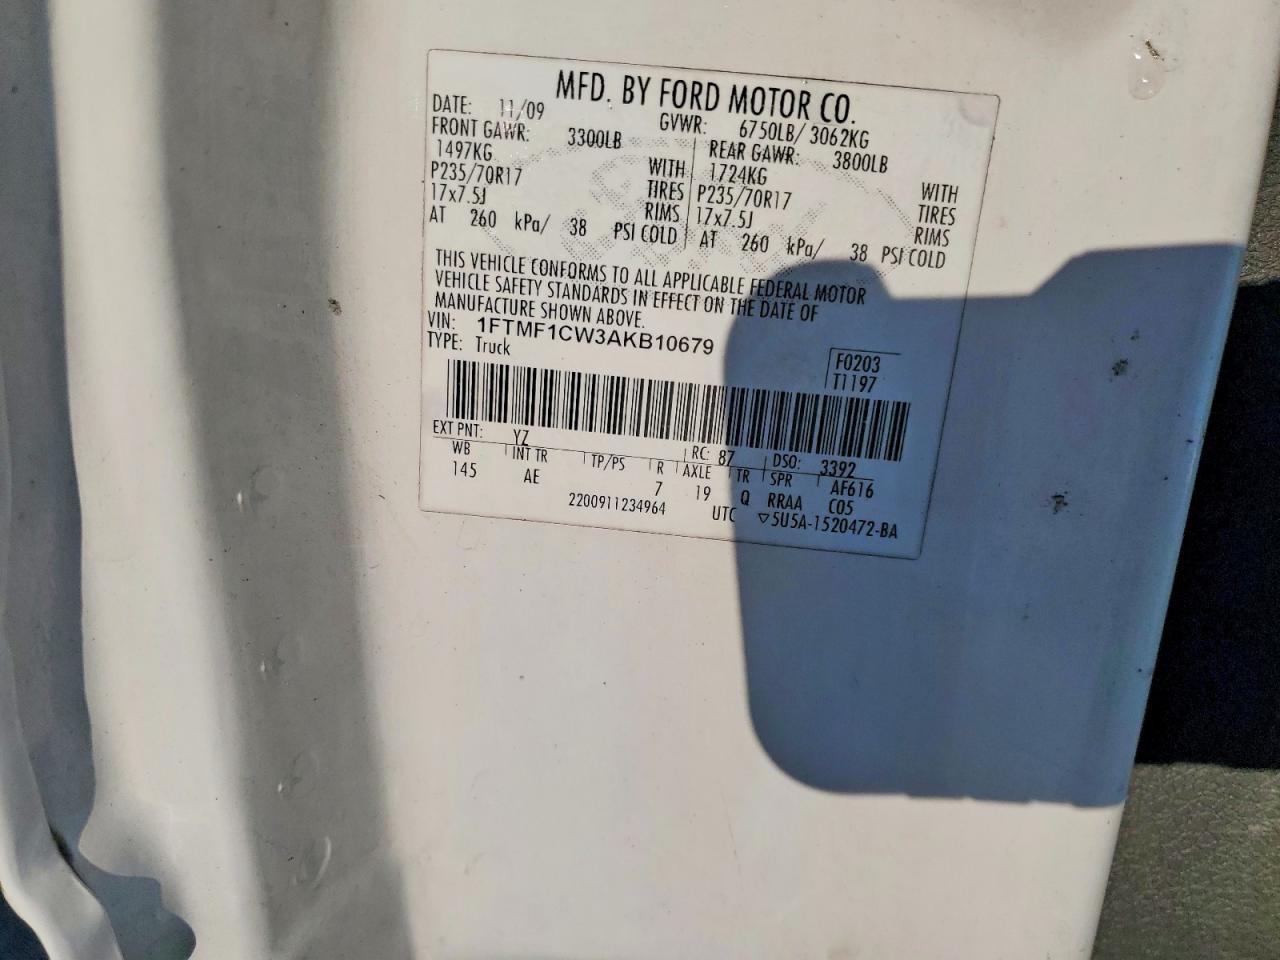 MFD. BY FORD MOTOR CO.
DATE: 11/09 GVWR: 6750LB/ 3062KG
FRONT GAWR: 3300LB REAR GAWR: 3800LB
1497KG WITH 1724KG WITH
P235/70R17 TIRES P235/70R17 TIRES
17x7.5J RIMS 17x7.5J RIMS
AT 260 kPa/ 38 PSI COLD AT 260 kPa/ 38 PSI COLD
THIS VEHICLE CONFORMS TO ALL APPLICABLE FEDERAL MOTOR
VEHICLE SAFETY STANDARDS IN EFFECT ON THE DATE OF
MANUFACTURE SHOWN ABOVE.
VIN: 1FTMF1CW3AKB10679
TYPE: Truck F0203
T1197
EXT PNT: YZ RC: 87 DSO: 3392
WB INT TR TP/PS R AXLE TR SPR AF616
145 AE 7 19 Q RRAA C05
2200911234964 UTC ▽5U5A-1520472-BA